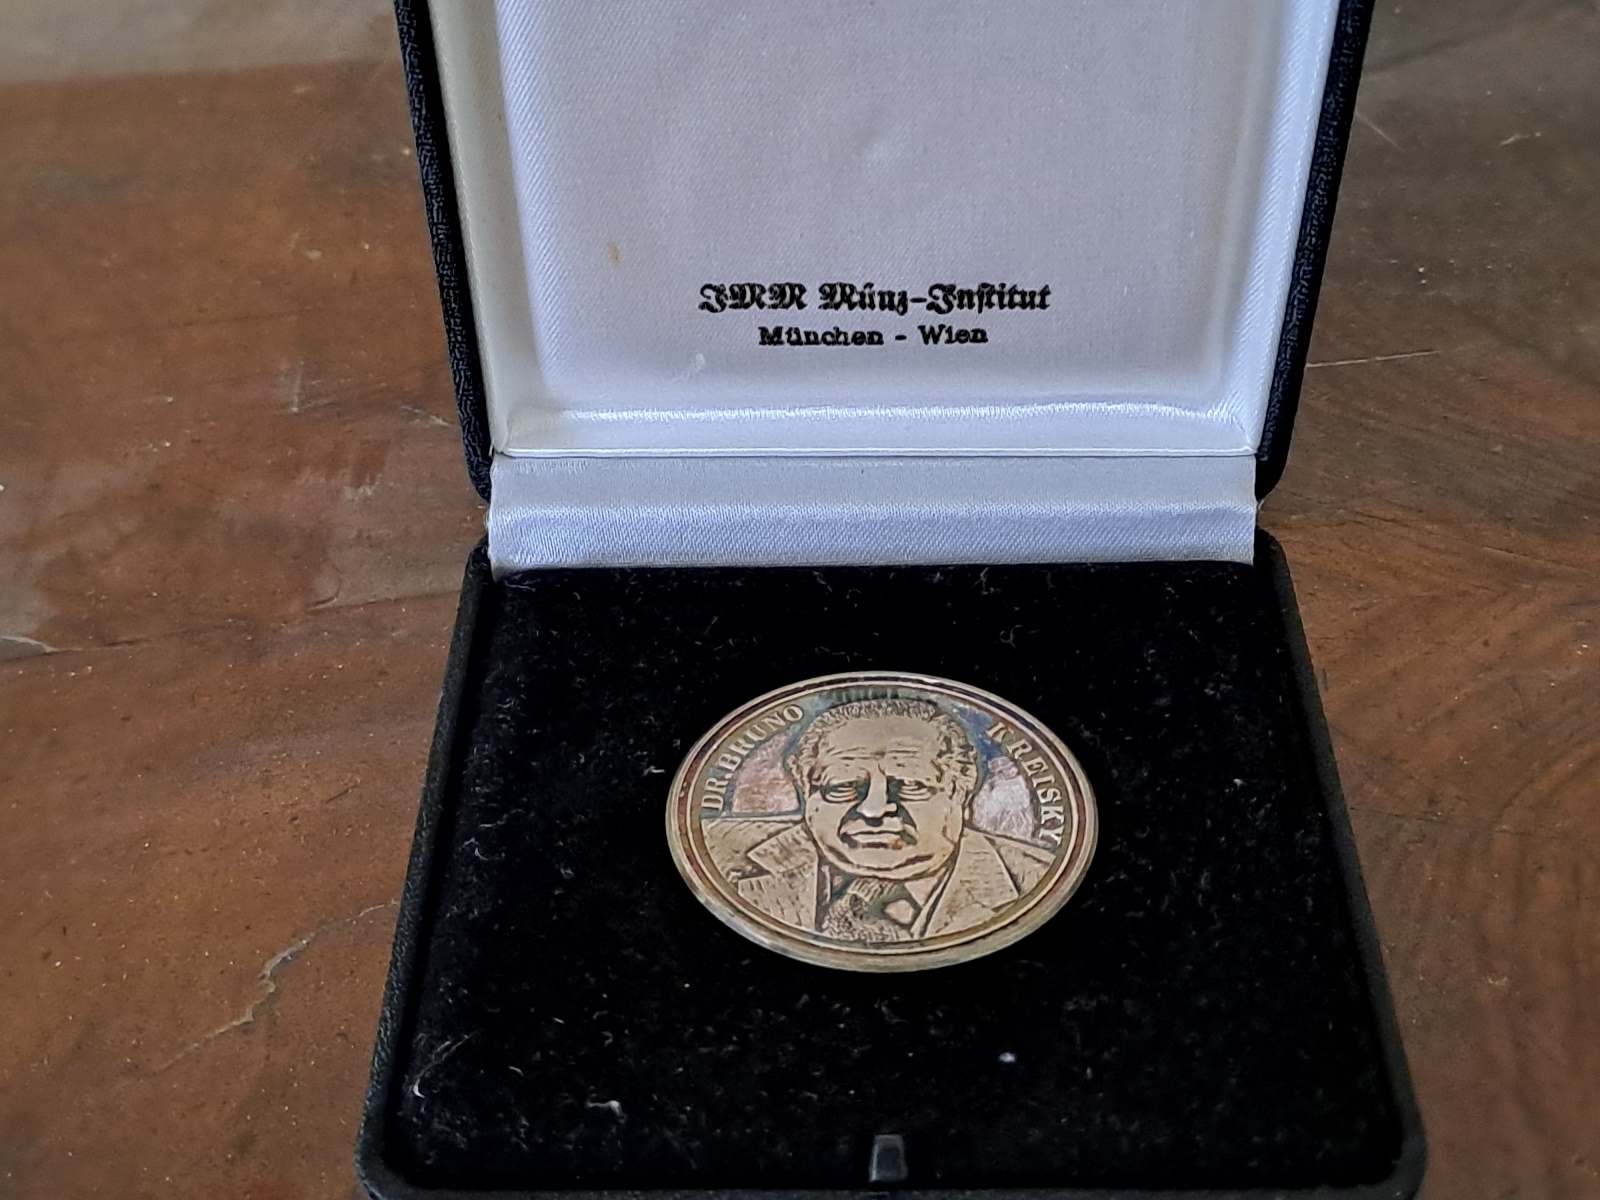 IMM Münz-Institut
München - Wien
DR. BRUNO KREISKY